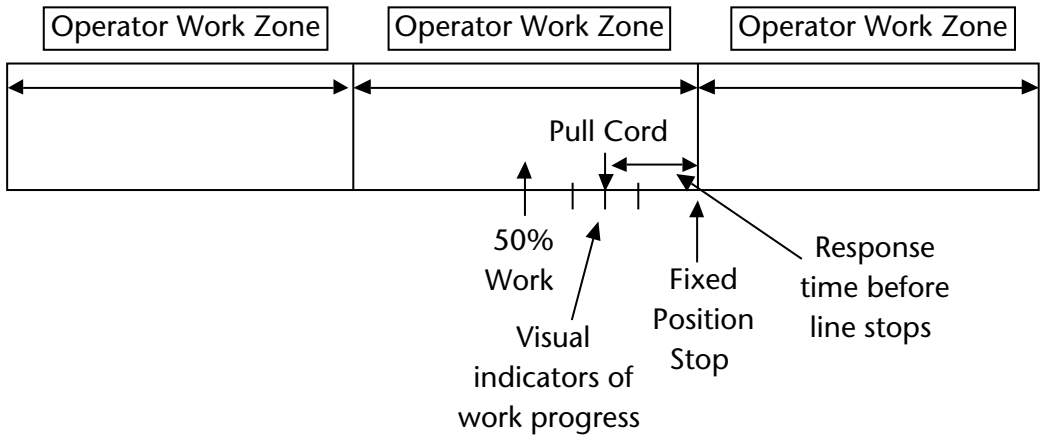 Operator Work Zone
Operator Work Zone
Operator Work Zone
Pull Cord
50%
Work
Visual
indicators of
work progress
Fixed
Position
Stop
Response
time before
line stops